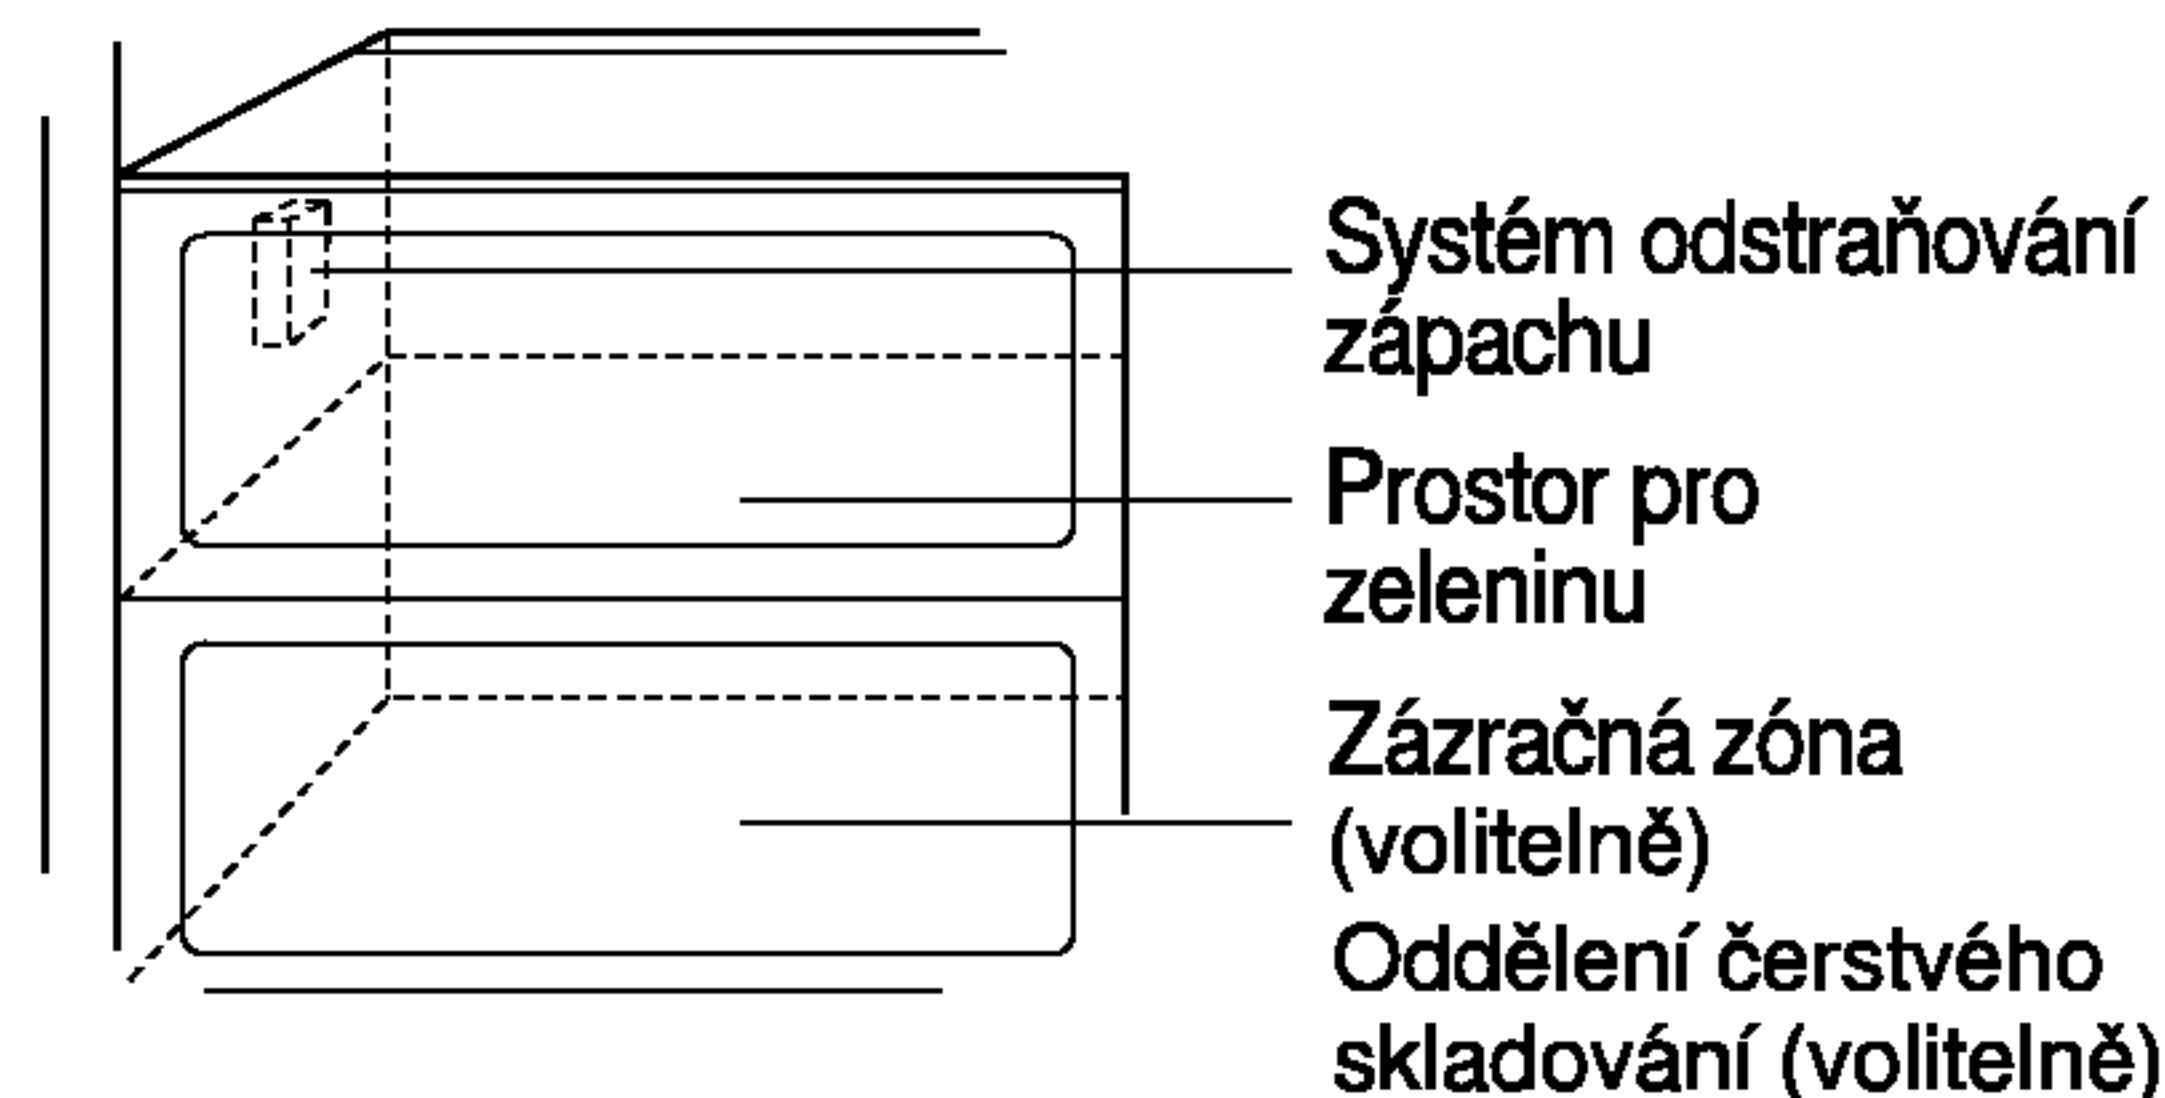 Systém odstraňování
zápachu
Prostor pro
zeleninu
Zázračná zóna
(volitelně)
Oddělení čerstvého
skladování (volitelně)